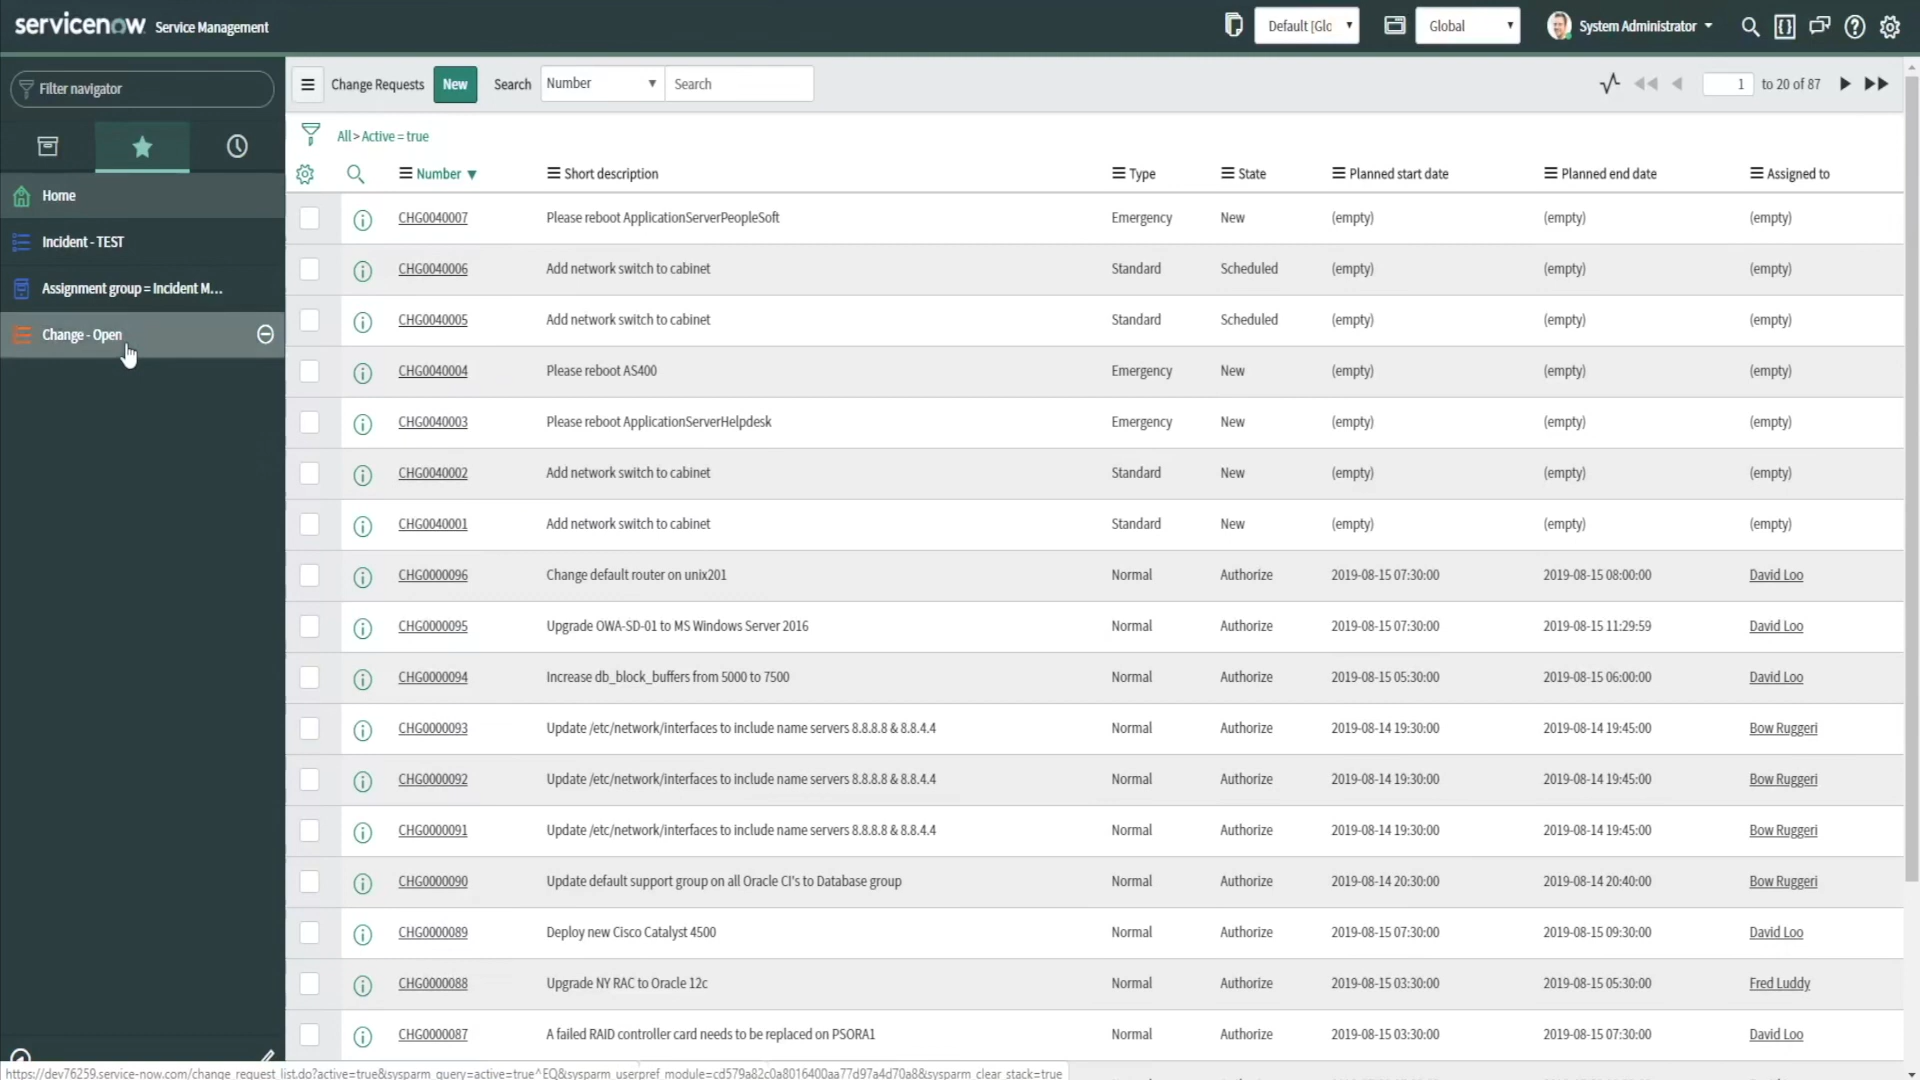 servicenow Service Management
Default [Glo
Global
System Administrator
Filter navigator
Home
Incident - TEST
Assignment group = Incident M...
Change - Open
Change Requests New Search Number Search
1 to 20 of 87
All > Active = true
Number Short description Type State Planned start date Planned end date Assigned to
CHG0040007 Please reboot ApplicationServerPeopleSoft Emergency New (empty) (empty) (empty)
CHG0040006 Add network switch to cabinet Standard Scheduled (empty) (empty) (empty)
CHG0040005 Add network switch to cabinet Standard Scheduled (empty) (empty) (empty)
CHG0040004 Please reboot AS400 Emergency New (empty) (empty) (empty)
CHG0040003 Please reboot ApplicationServerHelpdesk Emergency New (empty) (empty) (empty)
CHG0040002 Add network switch to cabinet Standard New (empty) (empty) (empty)
CHG0040001 Add network switch to cabinet Standard New (empty) (empty) (empty)
CHG0000096 Change default router on unix201 Normal Authorize 2019-08-15 07:30:00 2019-08-15 08:00:00 David Loo
CHG0000095 Upgrade OWA-SD-01 to MS Windows Server 2016 Normal Authorize 2019-08-15 07:30:00 2019-08-15 11:29:59 David Loo
CHG0000094 Increase db_block_buffers from 5000 to 7500 Normal Authorize 2019-08-15 05:30:00 2019-08-15 06:00:00 David Loo
CHG0000093 Update /etc/network/interfaces to include name servers 8.8.8.8 & 8.8.4.4 Normal Authorize 2019-08-14 19:30:00 2019-08-14 19:45:00 Bow Ruggeri
CHG0000092 Update /etc/network/interfaces to include name servers 8.8.8.8 & 8.8.4.4 Normal Authorize 2019-08-14 19:30:00 2019-08-14 19:45:00 Bow Ruggeri
CHG0000091 Update /etc/network/interfaces to include name servers 8.8.8.8 & 8.8.4.4 Normal Authorize 2019-08-14 19:30:00 2019-08-14 19:45:00 Bow Ruggeri
CHG0000090 Update default support group on all Oracle CI's to Database group Normal Authorize 2019-08-14 20:30:00 2019-08-14 20:40:00 Bow Ruggeri
CHG0000089 Deploy new Cisco Catalyst 4500 Normal Authorize 2019-08-15 07:30:00 2019-08-15 09:30:00 David Loo
CHG0000088 Upgrade NY RAC to Oracle 12c Normal Authorize 2019-08-15 03:30:00 2019-08-15 05:30:00 Fred Luddy
CHG0000087 A failed RAID controller card needs to be replaced on PSORA1 Normal Authorize 2019-08-15 03:30:00 2019-08-15 07:30:00 David Loo
https://dev76259.service-now.com/change_request_list.do?active=true&sysparm_query=active=true^EQ&sysparm_userpref_module=cd579a82c0a8016400aa77d97a4d70a8&sysparm_clear_stack=true